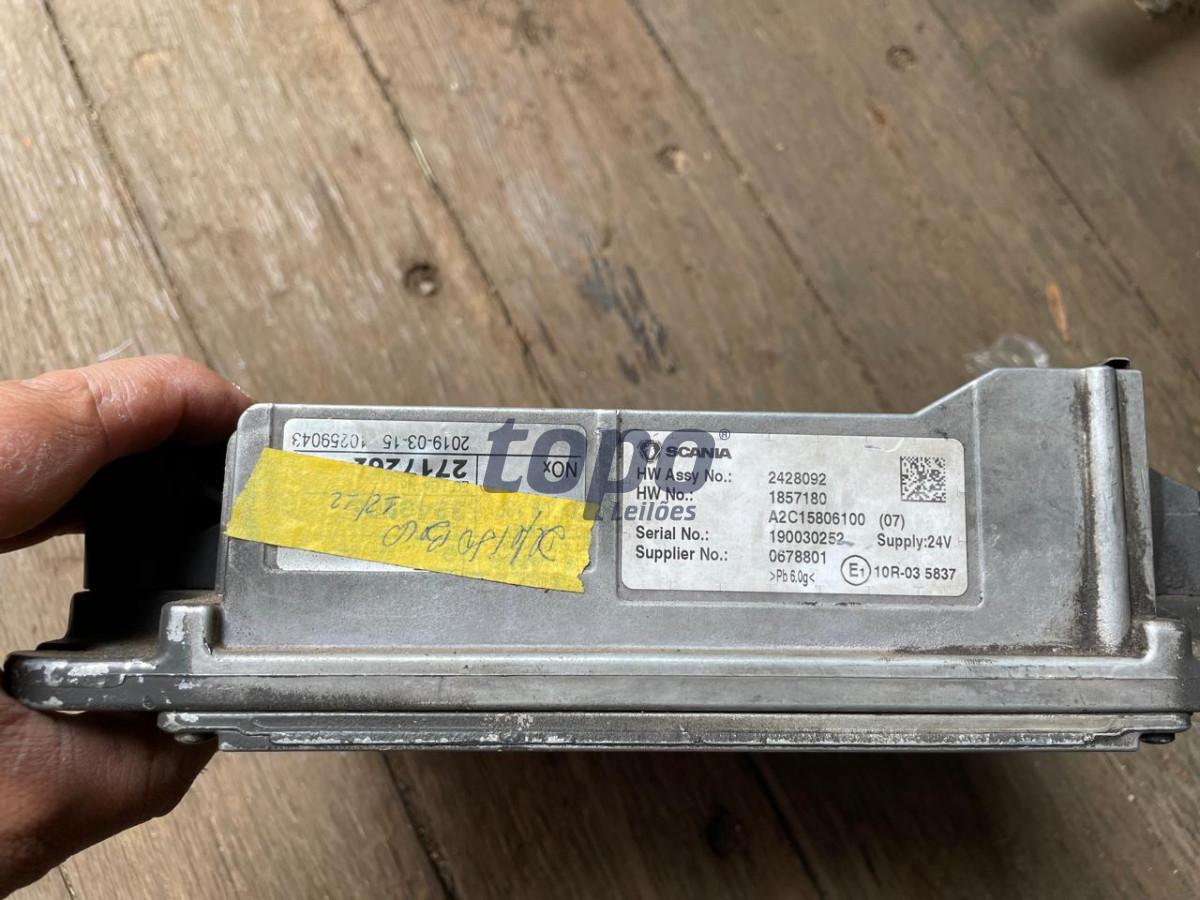 2019-03-15 10259043
NOx
topo®
Leilões
SCANIA
HW Assy No.: 2428092
HW No.: 1857180
A2C15806100 (07)
Serial No.: 190030252 Supply:24V
Supplier No.: 0678801
>Pb 6.0g< E1 10R-03 5837